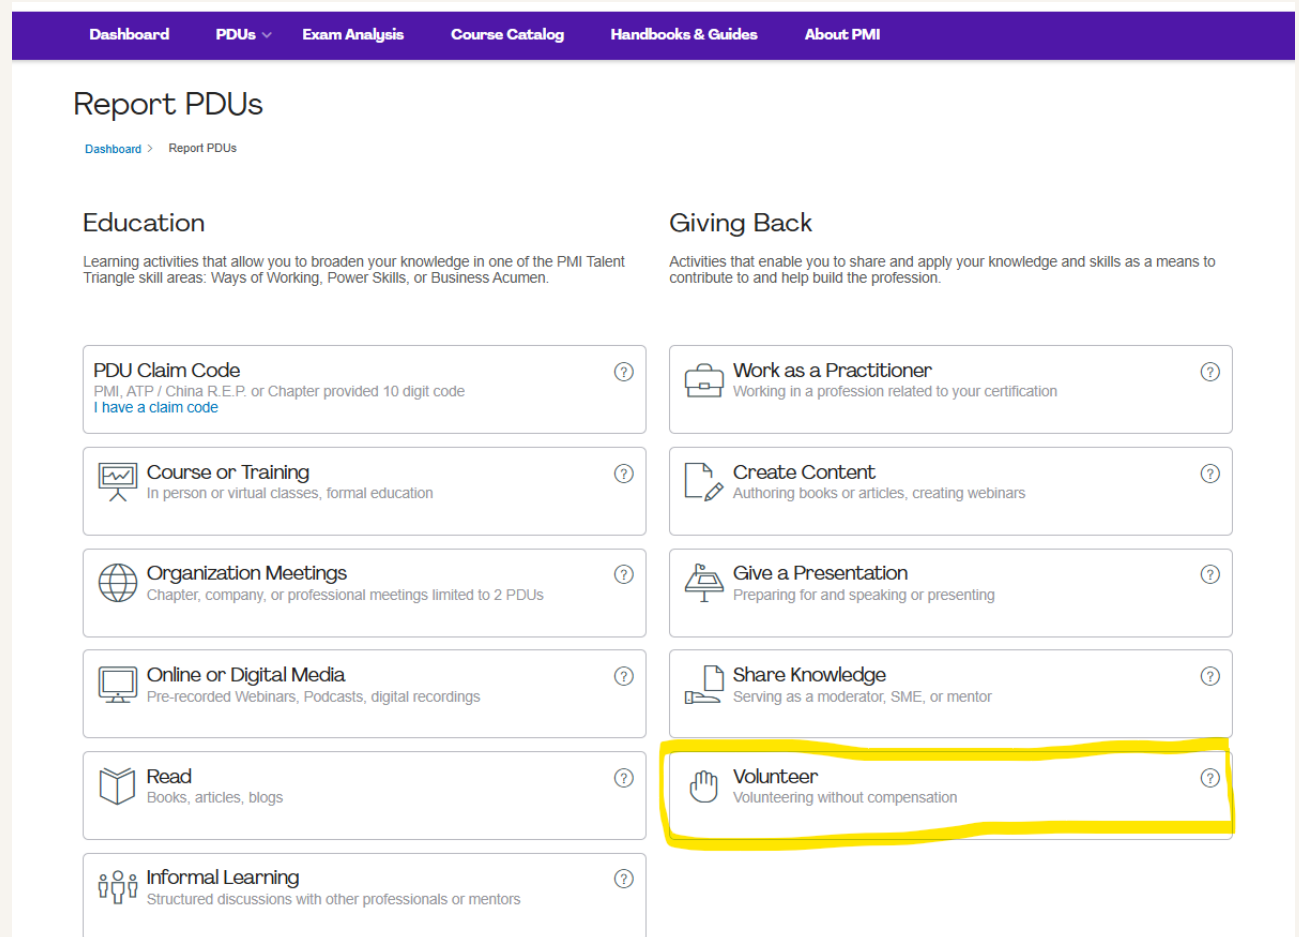 Dashboard PDUs Exam Analysis Course Catalog Handbooks & Guides About PMI
Report PDUs
Dashboard > Report PDUs
Education
Learning activities that allow you to broaden your knowledge in one of the PMI Talent
Triangle skill areas: Ways of Working, Power Skills, or Business Acumen.
PDU Claim Code ?
PMI, ATP / China R.E.P. or Chapter provided 10 digit code
I have a claim code
Course or Training ?
In person or virtual classes, formal education
Organization Meetings ?
Chapter, company, or professional meetings limited to 2 PDUs
Online or Digital Media ?
Pre-recorded Webinars, Podcasts, digital recordings
Read ?
Books, articles, blogs
Informal Learning ?
Structured discussions with other professionals or mentors
Giving Back
Activities that enable you to share and apply your knowledge and skills as a means to
contribute to and help build the profession.
Work as a Practitioner ?
Working in a profession related to your certification
Create Content ?
Authoring books or articles, creating webinars
Give a Presentation ?
Preparing for and speaking or presenting
Share Knowledge ?
Serving as a moderator, SME, or mentor
Volunteer ?
Volunteering without compensation